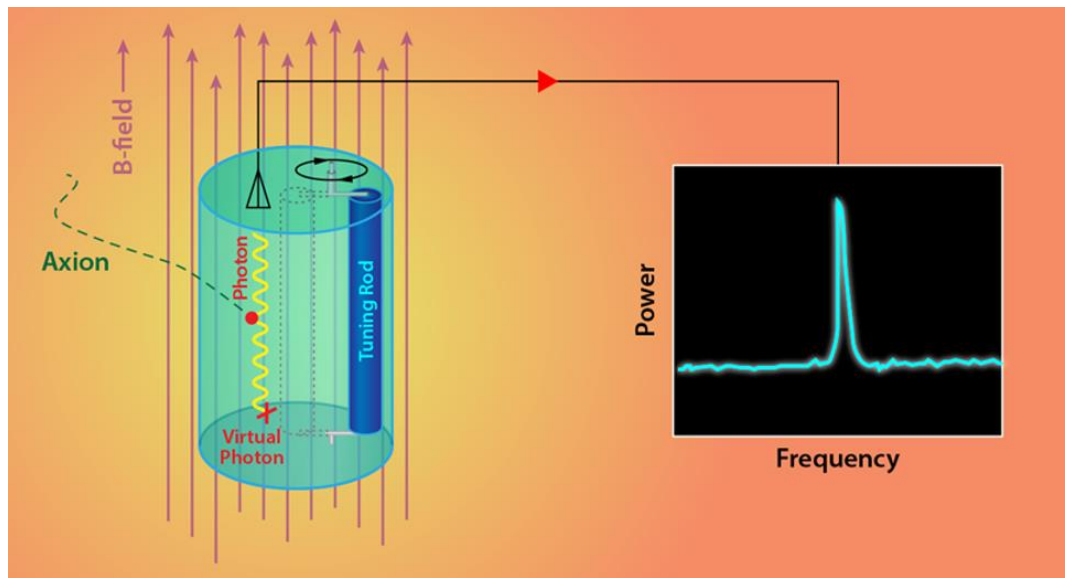 B-field
Axion
Photon
Tuning Rod
Virtual
Photon
Power
Frequency